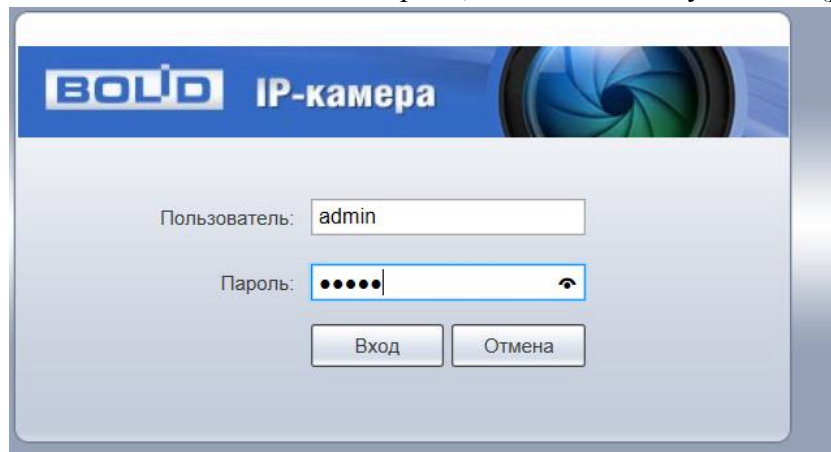 BOLID IP-камера
Пользователь: admin
Пароль: •••••
Вход Отмена